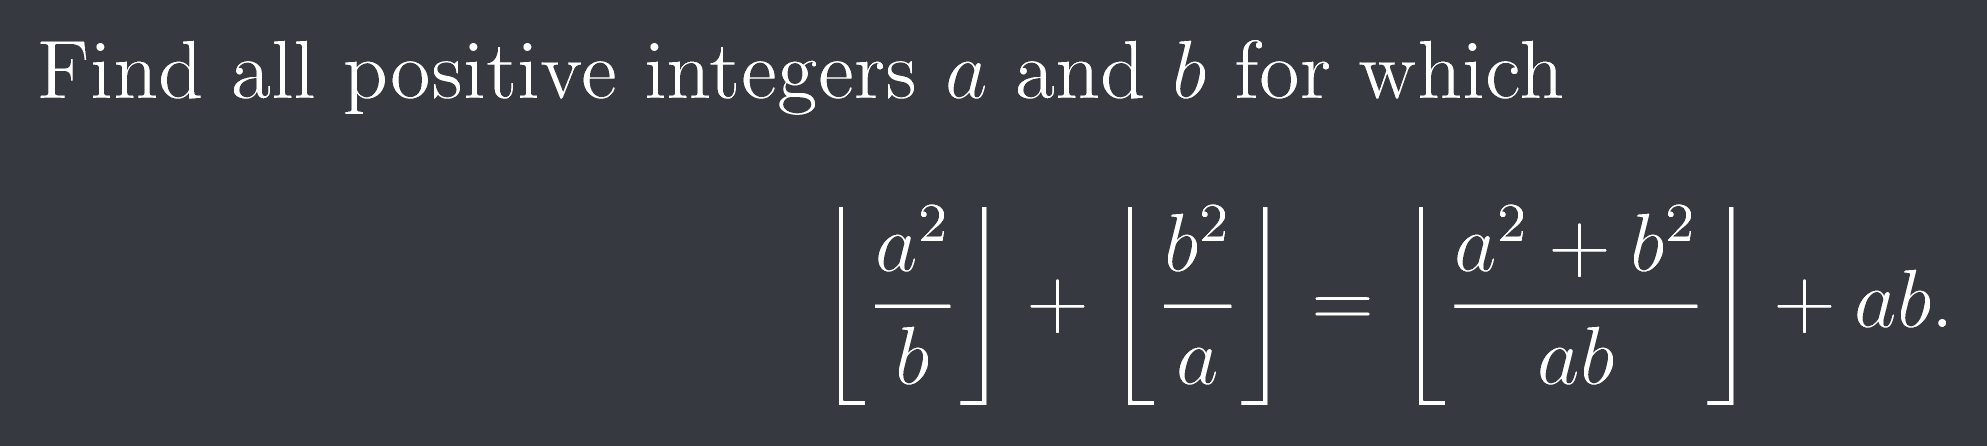 Find all positive integers a and b for which
⌊a²/b⌋ + ⌊b²/a⌋ = ⌊(a² + b²)/ab⌋ + ab.